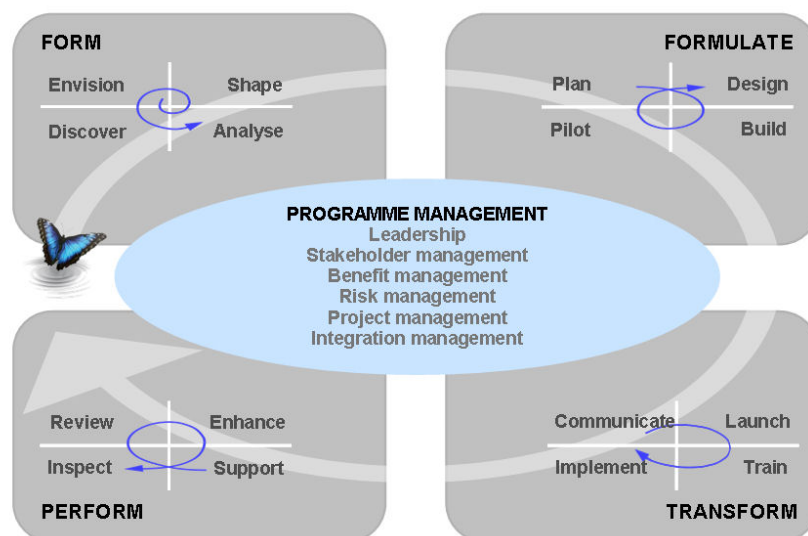 FORM
Envision Shape
Discover Analyse
FORMULATE
Plan Design
Pilot Build
PROGRAMME MANAGEMENT
Leadership
Stakeholder management
Benefit management
Risk management
Project management
Integration management
Review Enhance
Inspect Support
PERFORM
Communicate Launch
Implement Train
TRANSFORM